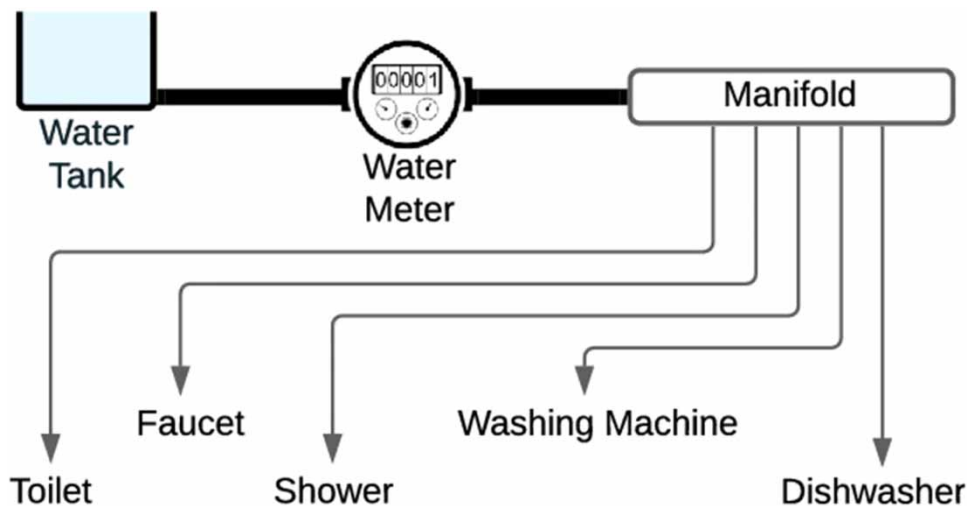 00001
Manifold
Water
Tank
Water
Meter
Faucet
Washing Machine
Toilet
Shower
Dishwasher